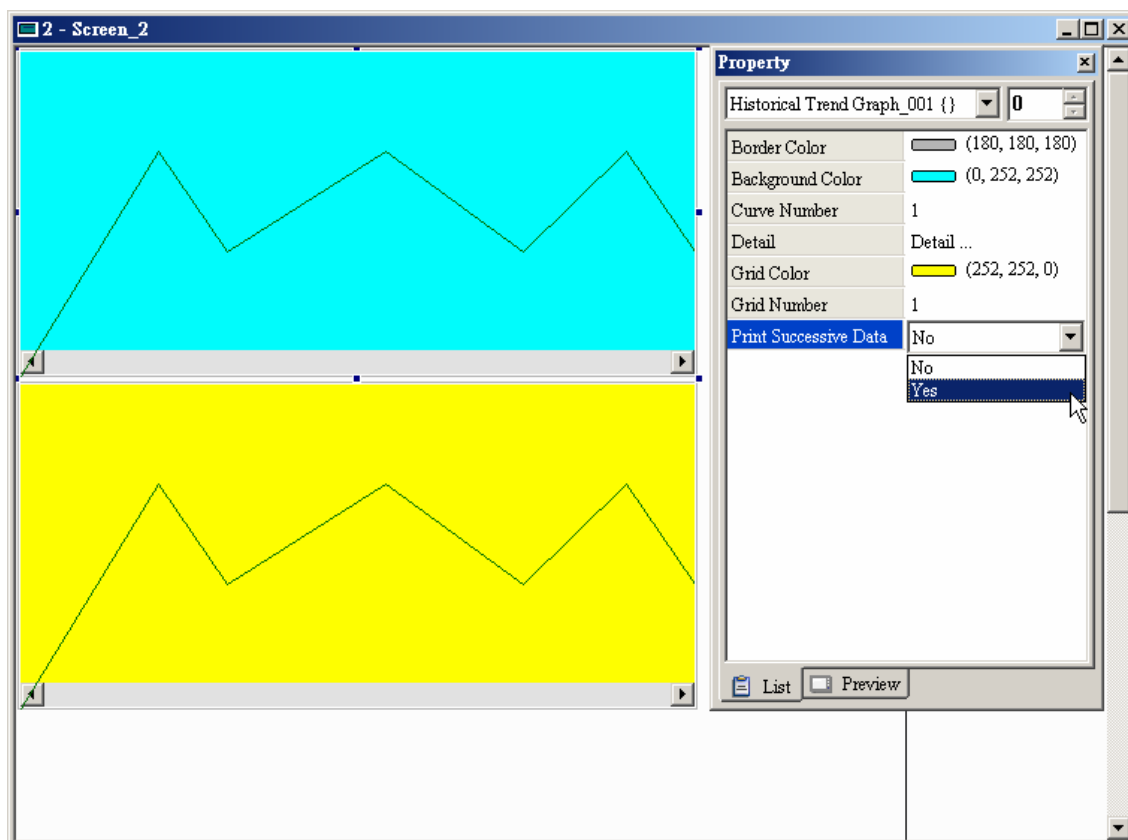 2 - Screen_2
Property
Historical Trend Graph_001 {} 0
Border Color (180, 180, 180)
Background Color (0, 252, 252)
Curve Number 1
Detail Detail ...
Grid Color (252, 252, 0)
Grid Number 1
Print Successive Data No
No
Yes
List Preview